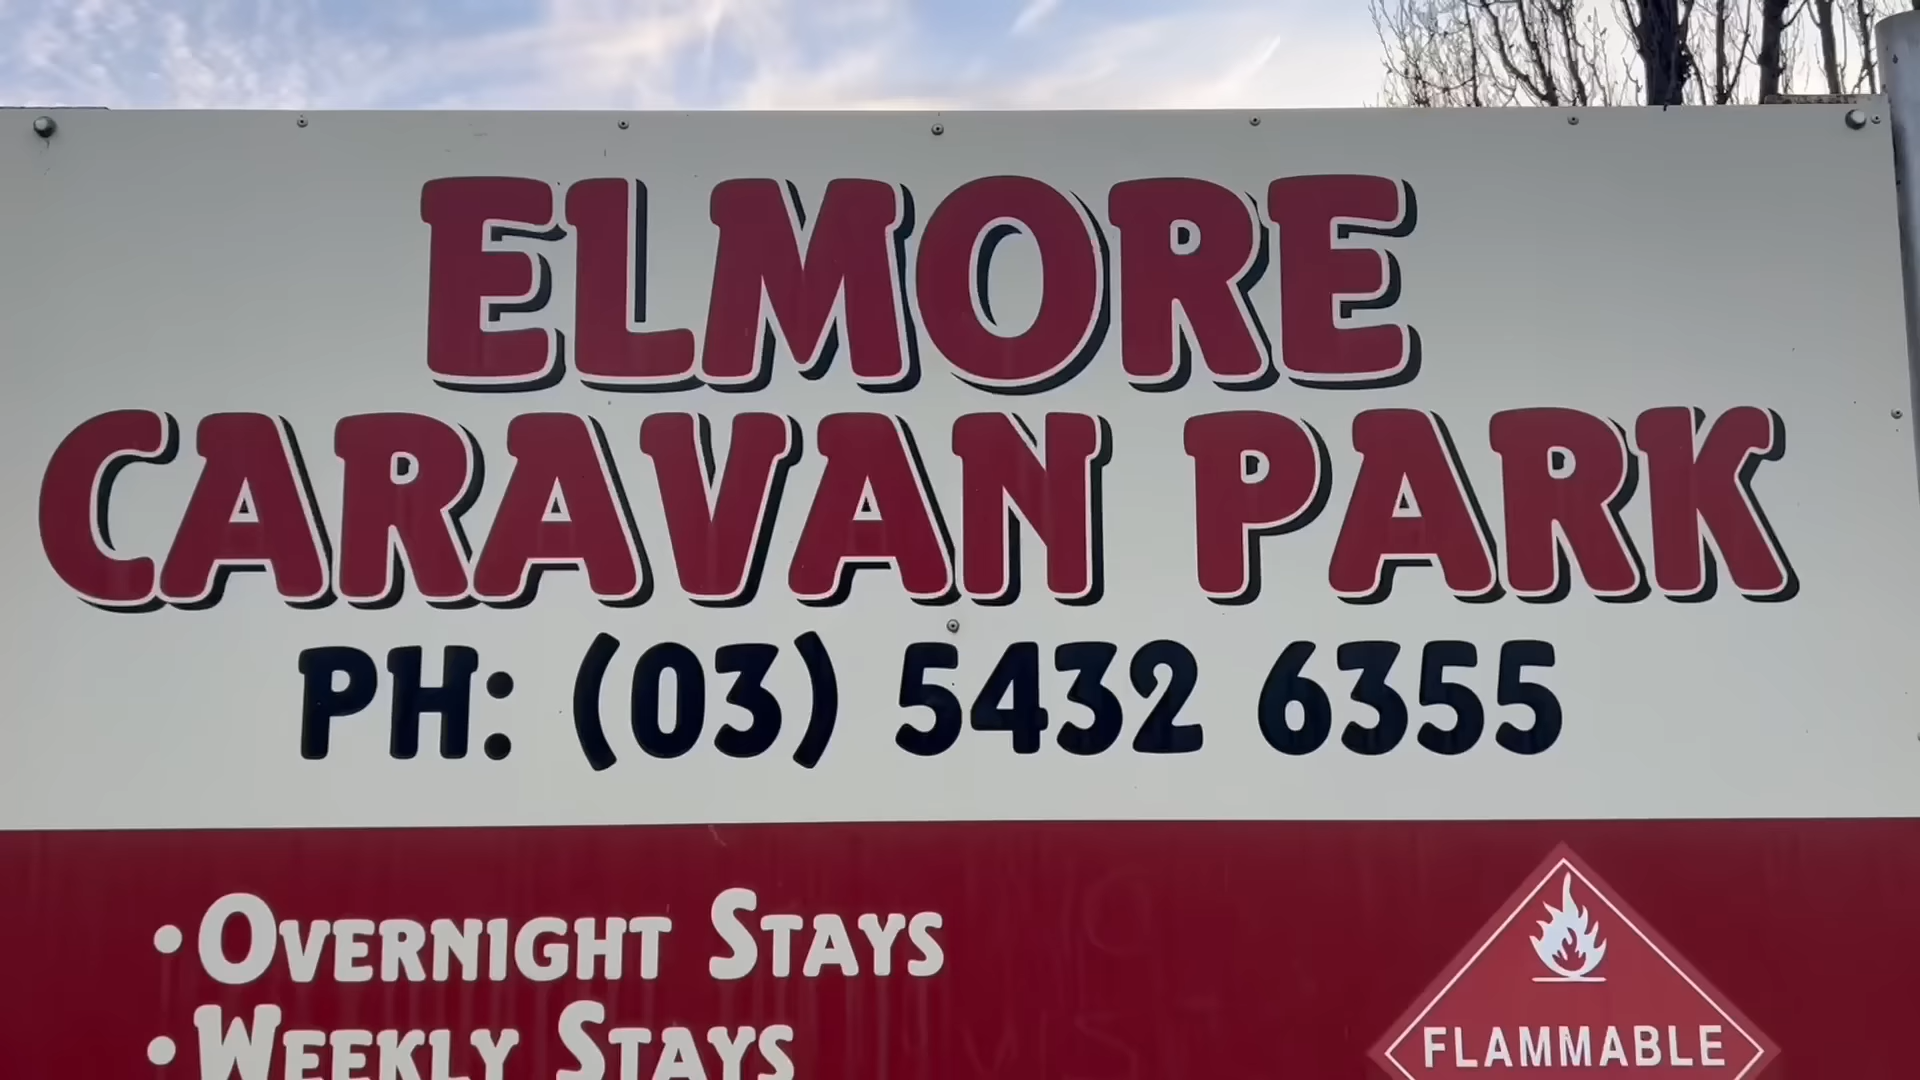 ELMORE
CARAVAN PARK
PH: (03) 5432 6355
•OVERNIGHT STAYS
•WEEKLY STAYS
FLAMMABLE